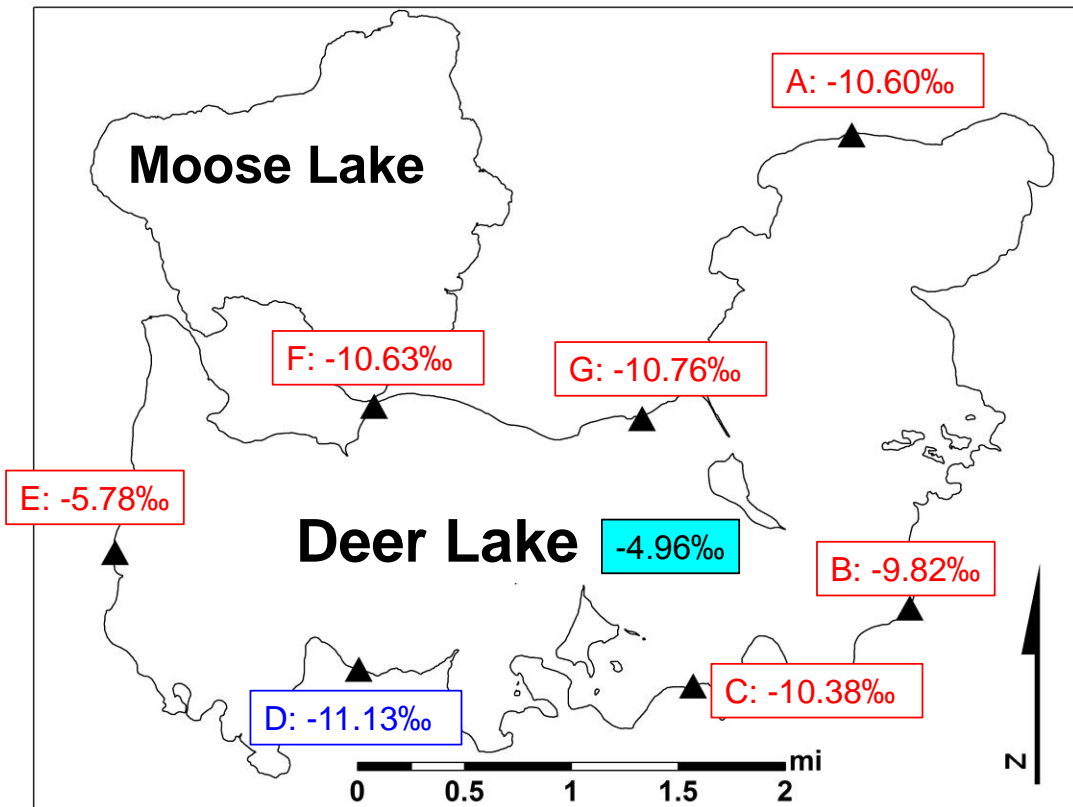 A: -10.60‰
Moose Lake
F: -10.63‰
G: -10.76‰
E: -5.78‰
Deer Lake
-4.96‰
B: -9.82‰
D: -11.13‰
C: -10.38‰
mi
0 0.5 1 1.5 2
N